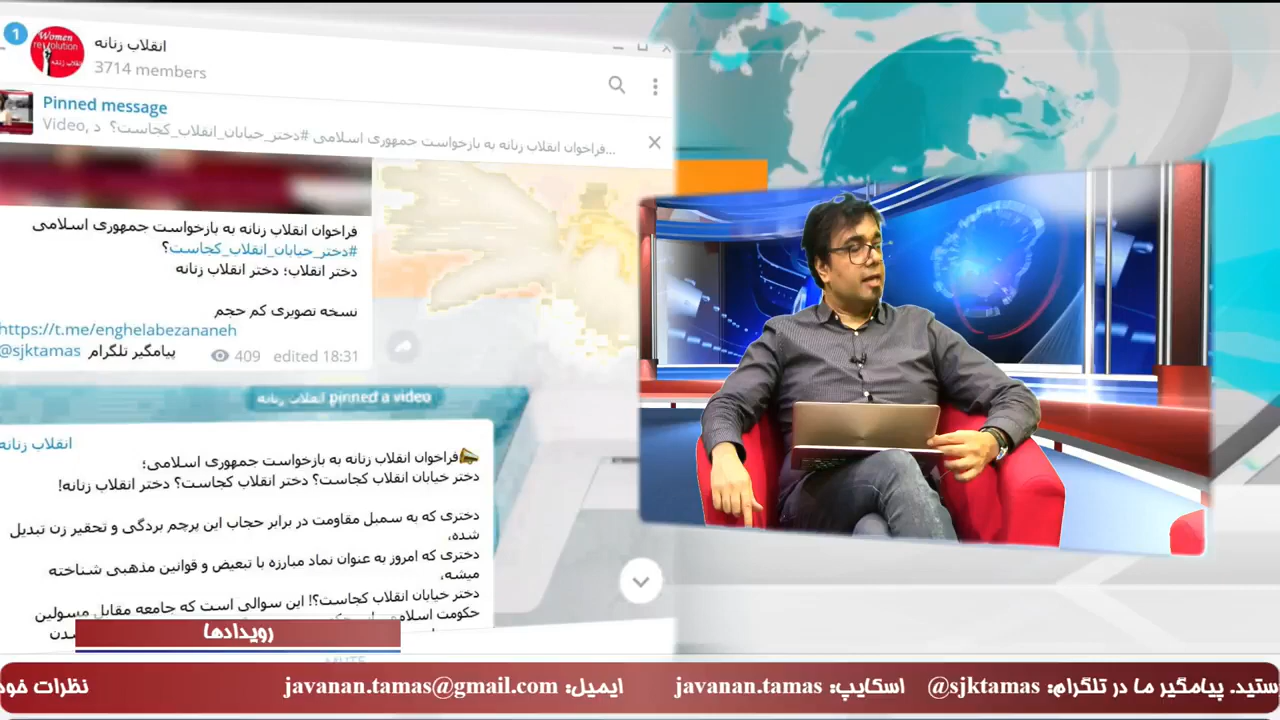 1
Women
revolution
انقلاب زنانه
انقلاب زنانه
3714 members
Pinned message
Video, د #دختر_خیابان_انقلاب_کجاست؟ فراخوان انقلاب زنانه به بازخواست جمهوری اسلامی...
فراخوان انقلاب زنانه به بازخواست جمهوری اسلامی
#دختر_خیابان_انقلاب_کجاست؟
دختر انقلاب؛ دختر انقلاب زنانه
نسخه تصویری کم حجم
https://t.me/enghelabezananeh
@sjktamas پیامگیر تلگرام
409 edited 18:31
انقلاب زنانه pinned a video
انقلاب زنانه
فراخوان انقلاب زنانه به بازخواست جمهوری اسلامی؛
دختر خیابان انقلاب کجاست؟ دختر انقلاب کجاست؟ دختر انقلاب زنانه!
دختری که به سمبل مقاومت در برابر حجاب این پرچم بردگی و تحقیر زن تبدیل
شده،
دختری که امروز به عنوان نماد مبارزه با تبعیض و قوانین مذهبی شناخته
میشه،
دختر خیابان انقلاب کجاست؟! این سوالی است که جامعه مقابل مسولین
حکومت
MUTE
رویدادها
ستید. پیامگیر ما در تلگرام: @sjktamas اسکایپ: javanan.tamas ایمیل: javanan.tamas@gmail.com نظرات خود